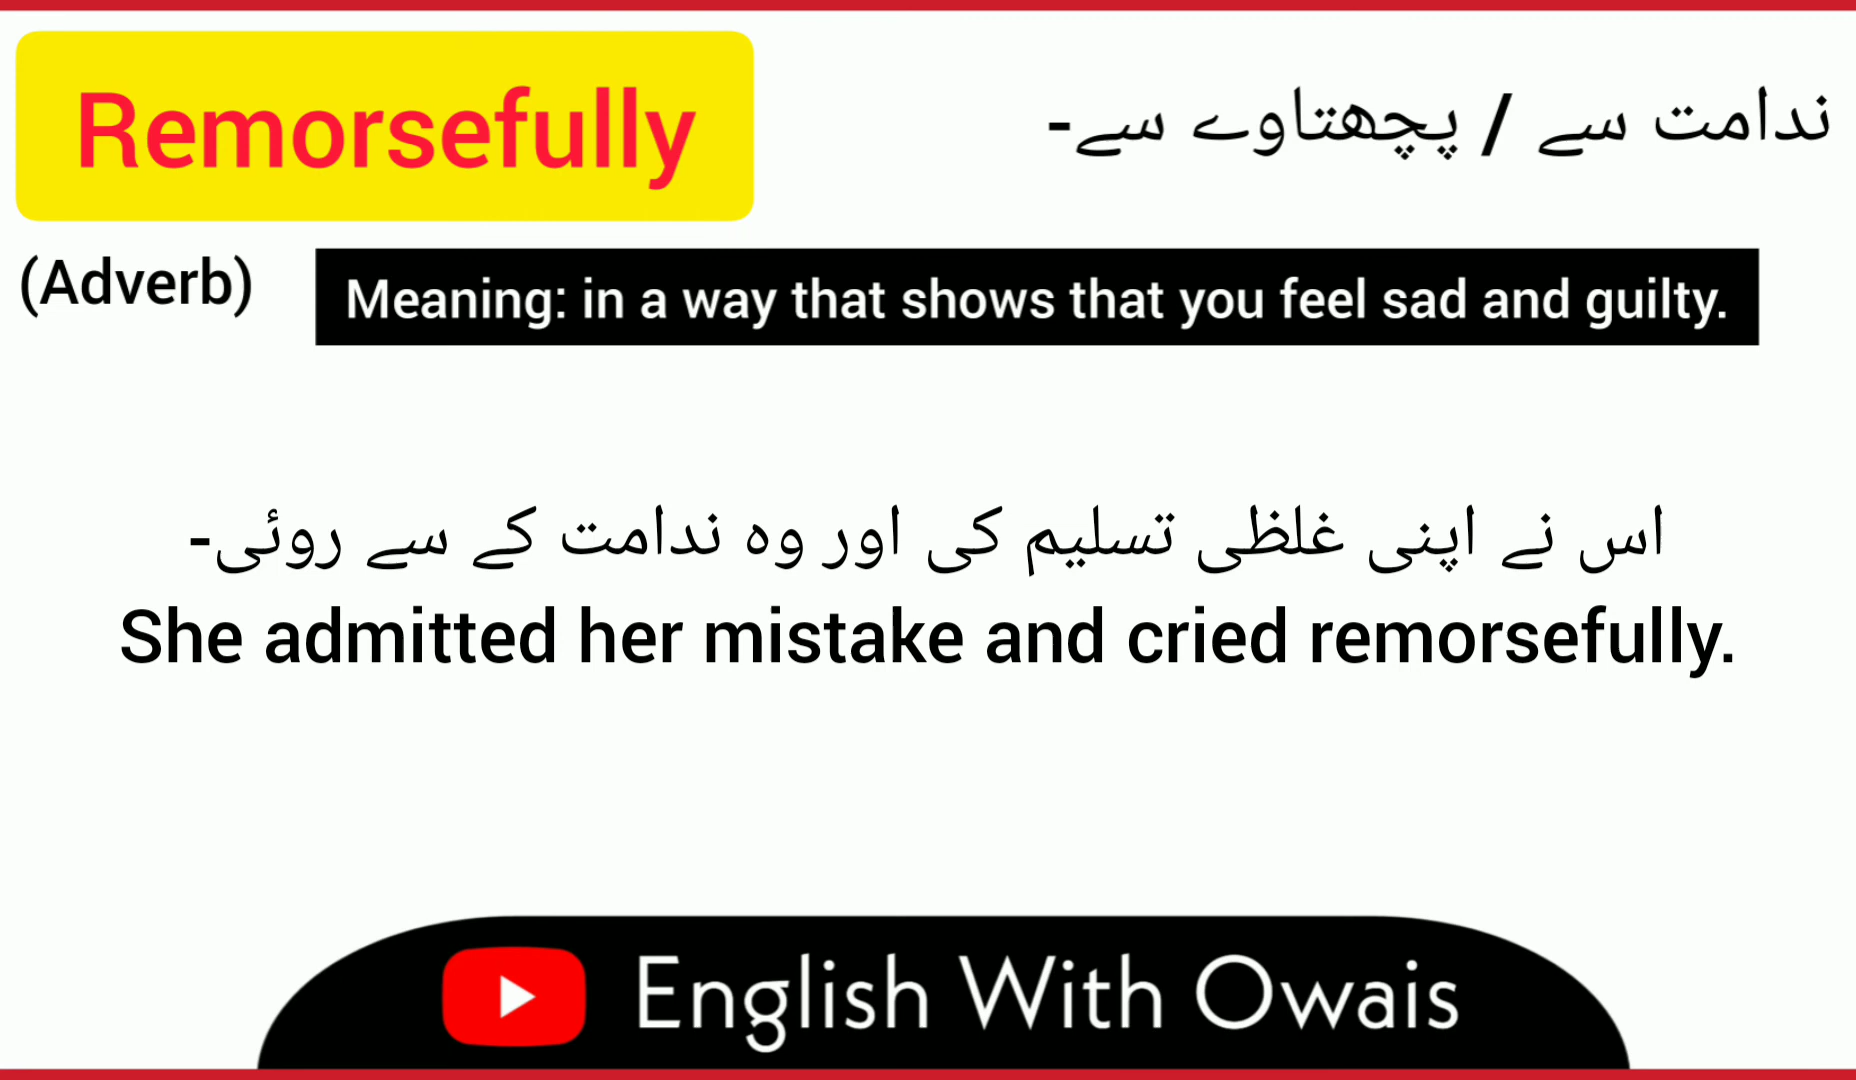 Remorsefully
ندامت سے / پچھتاوے سے-
(Adverb)
Meaning: in a way that shows that you feel sad and guilty.
اس نے اپنی غلظی تسلیم کی اور وہ ندامت کے سے روئی-
She admitted her mistake and cried remorsefully.
English With Owais